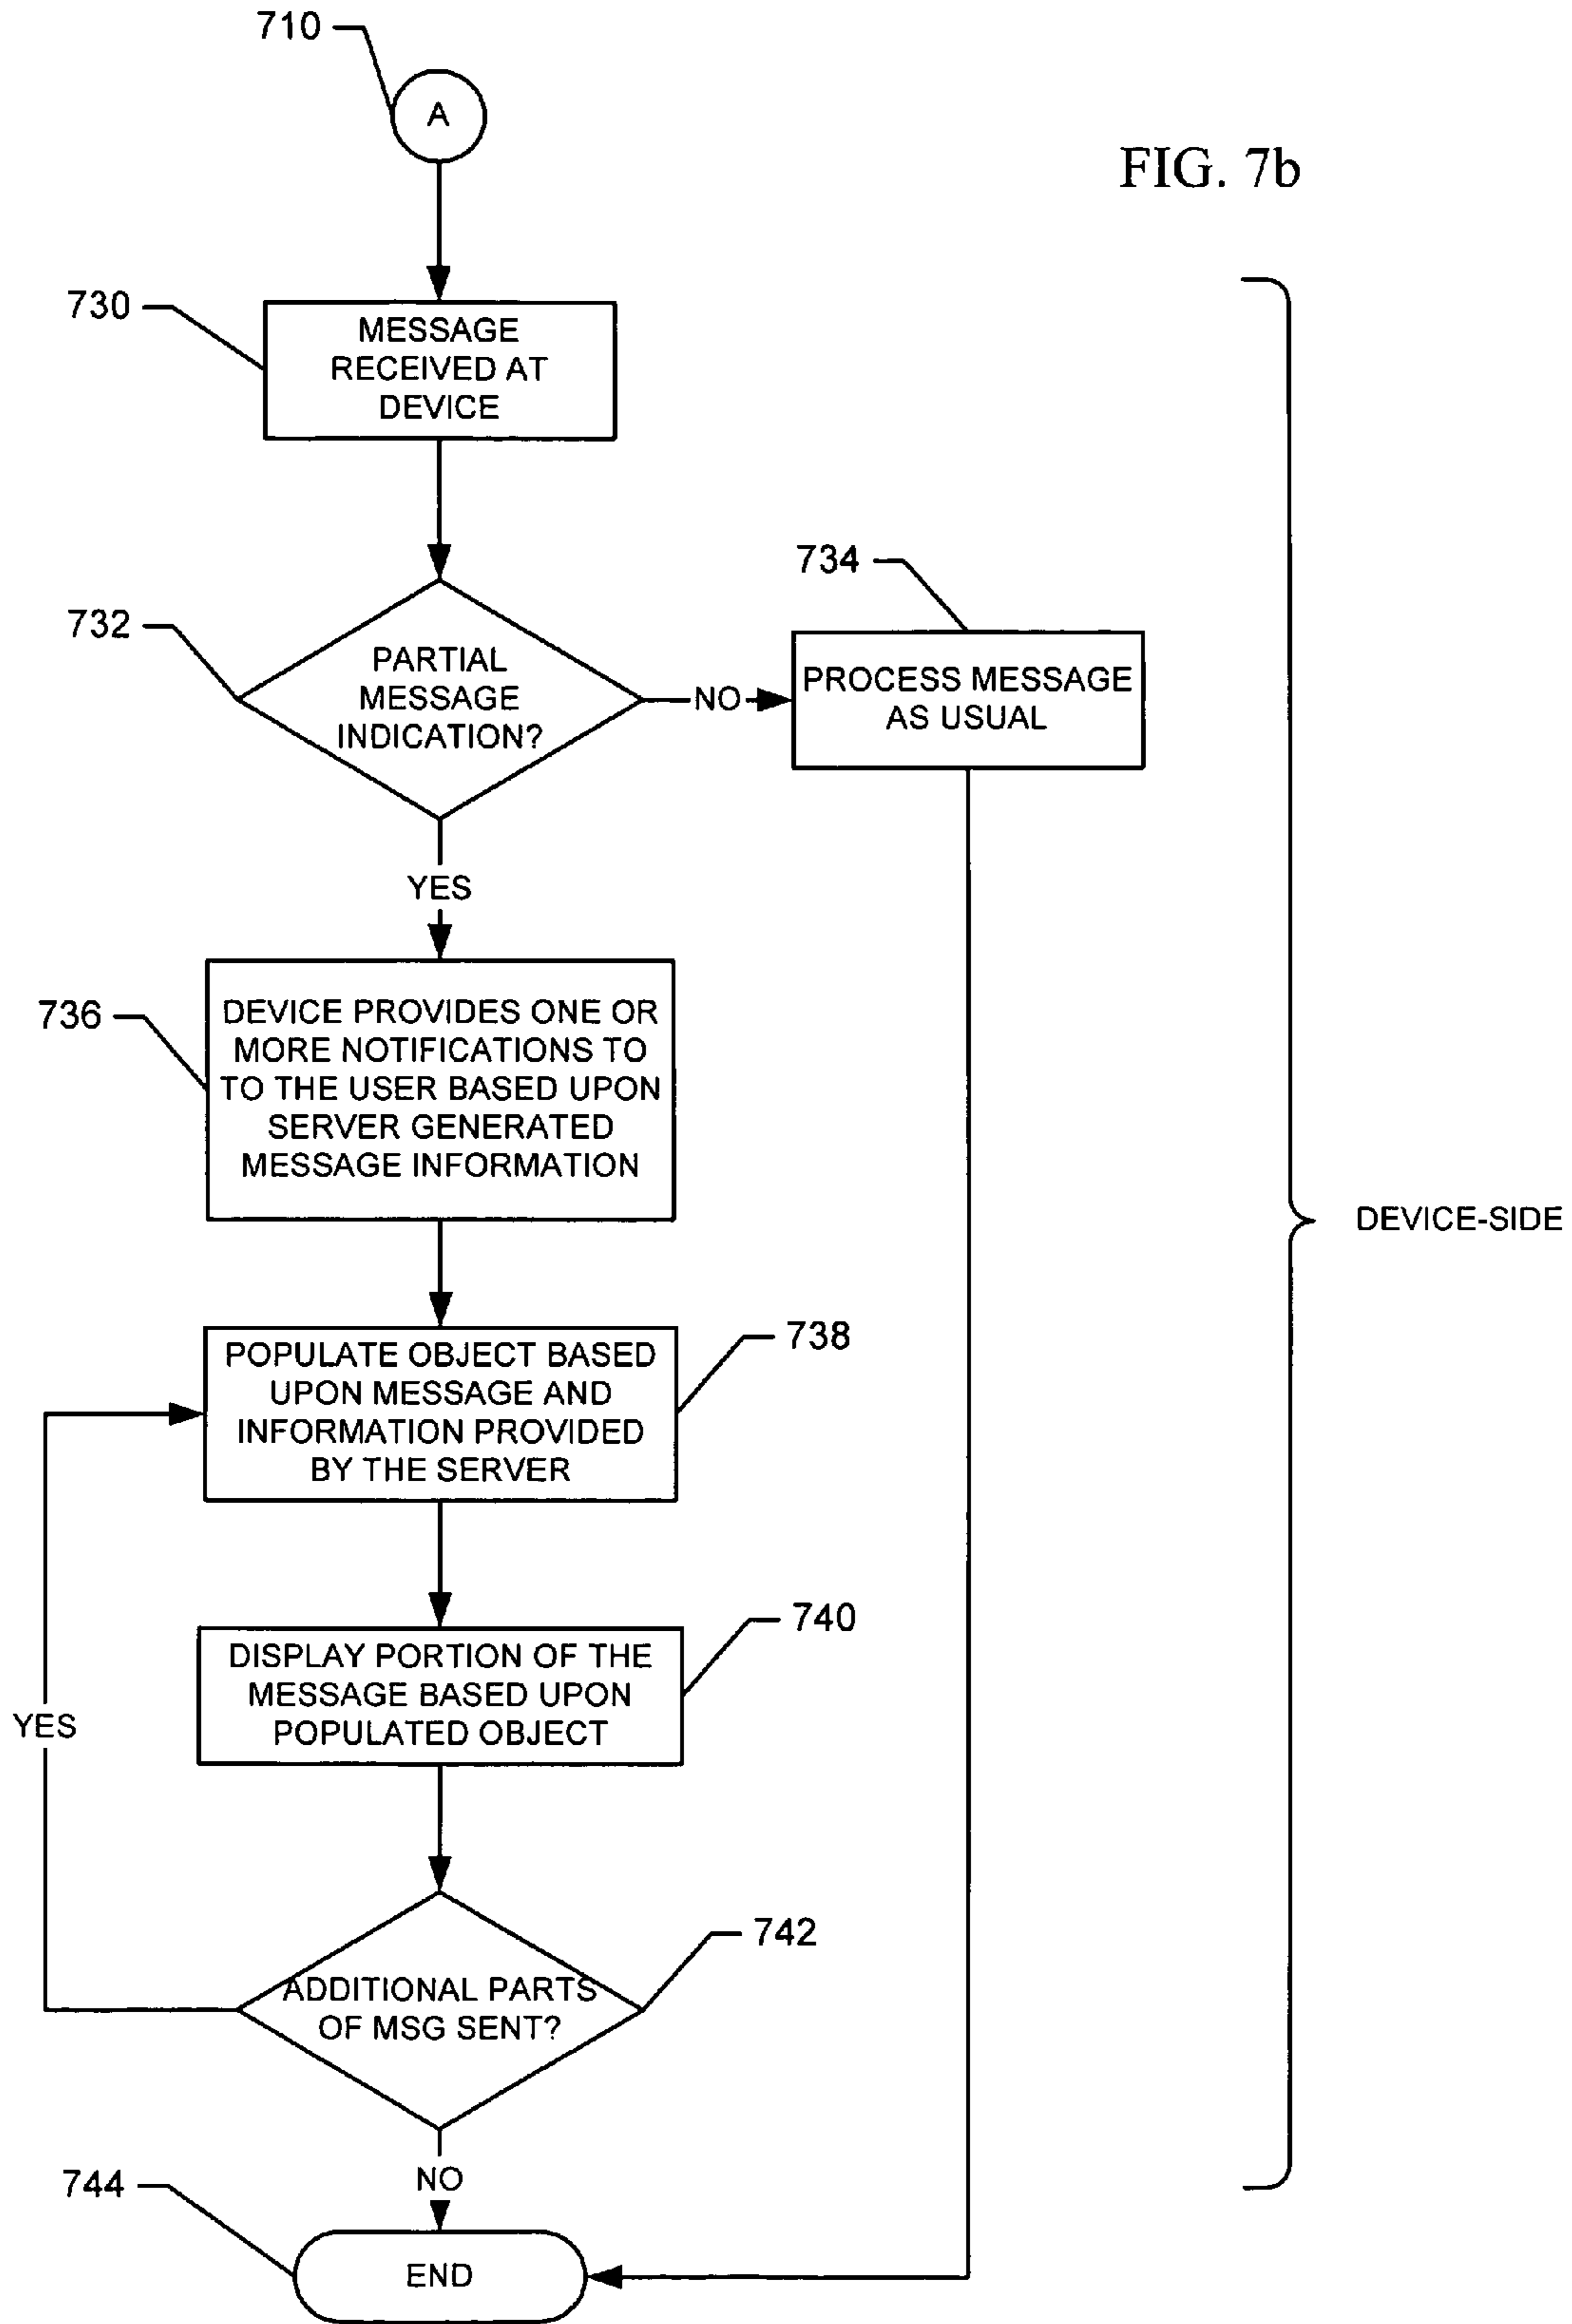 710
A
FIG. 7b
730
MESSAGE
RECEIVED AT
DEVICE
732
PARTIAL
MESSAGE
INDICATION?
NO
734
PROCESS MESSAGE
AS USUAL
YES
736
DEVICE PROVIDES ONE OR
MORE NOTIFICATIONS TO
TO THE USER BASED UPON
SERVER GENERATED
MESSAGE INFORMATION
DEVICE-SIDE
738
POPULATE OBJECT BASED
UPON MESSAGE AND
INFORMATION PROVIDED
BY THE SERVER
740
DISPLAY PORTION OF THE
MESSAGE BASED UPON
POPULATED OBJECT
YES
742
ADDITIONAL PARTS
OF MSG SENT?
NO
744
END